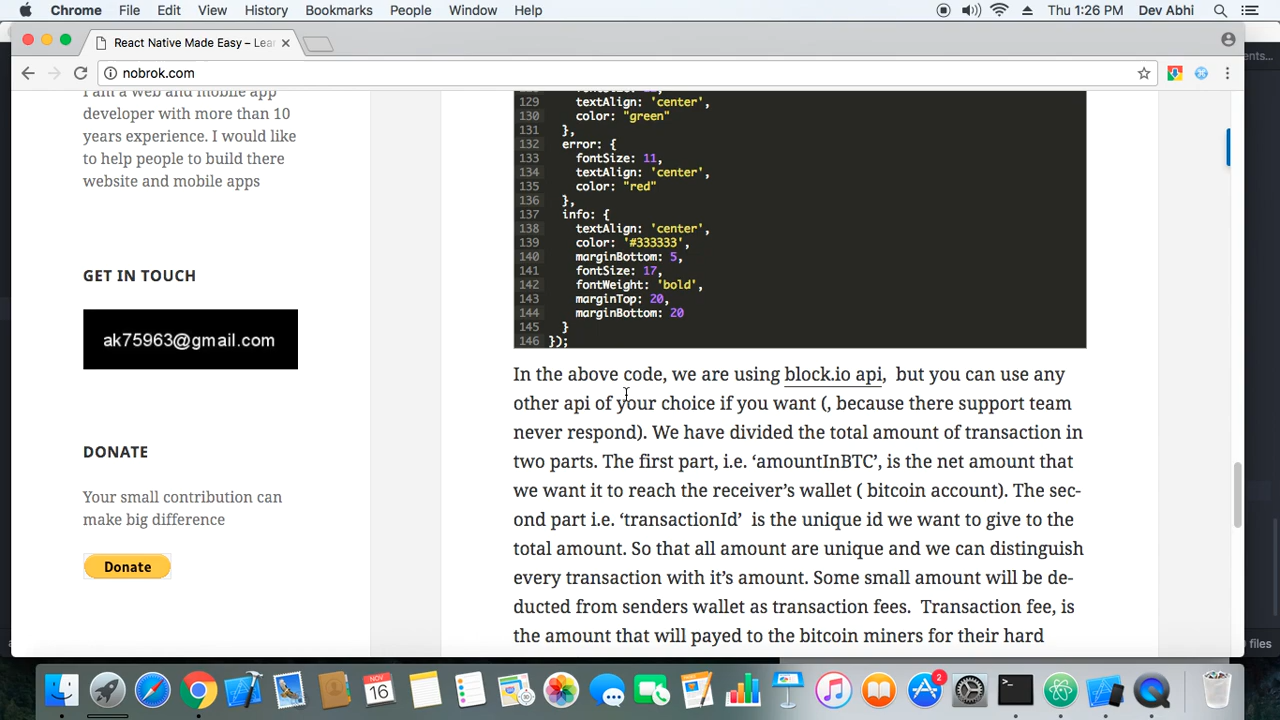 Chrome File Edit View History Bookmarks People Window Help Thu 1:26 PM Dev Abhi
React Native Made Easy – Lea
nobrok.com
I am a web and mobile app
developer with more than 10
years experience. I would like
to help people to build there
website and mobile apps
GET IN TOUCH
ak75963@gmail.com
DONATE
Your small contribution can
make big difference
Donate
129 textAlign: 'center',
130 color: "green"
131 },
132 error: {
133 fontSize: 11,
134 textAlign: 'center',
135 color: "red"
136 },
137 info: {
138 textAlign: 'center',
139 color: '#333333',
140 marginBottom: 5,
141 fontSize: 17,
142 fontWeight: 'bold',
143 marginTop: 20,
144 marginBottom: 20
145 }
146 });
In the above code, we are using block.io api, but you can use any
other api of your choice if you want (, because there support team
never respond). We have divided the total amount of transaction in
two parts. The first part, i.e. ‘amountInBTC’, is the net amount that
we want it to reach the receiver’s wallet ( bitcoin account). The sec-
ond part i.e. ‘transactionId’ is the unique id we want to give to the
total amount. So that all amount are unique and we can distinguish
every transaction with it’s amount. Some small amount will be de-
ducted from senders wallet as transaction fees. Transaction fee, is
the amount that will payed to the bitcoin miners for their hard
ents...
files
NOV
16
2